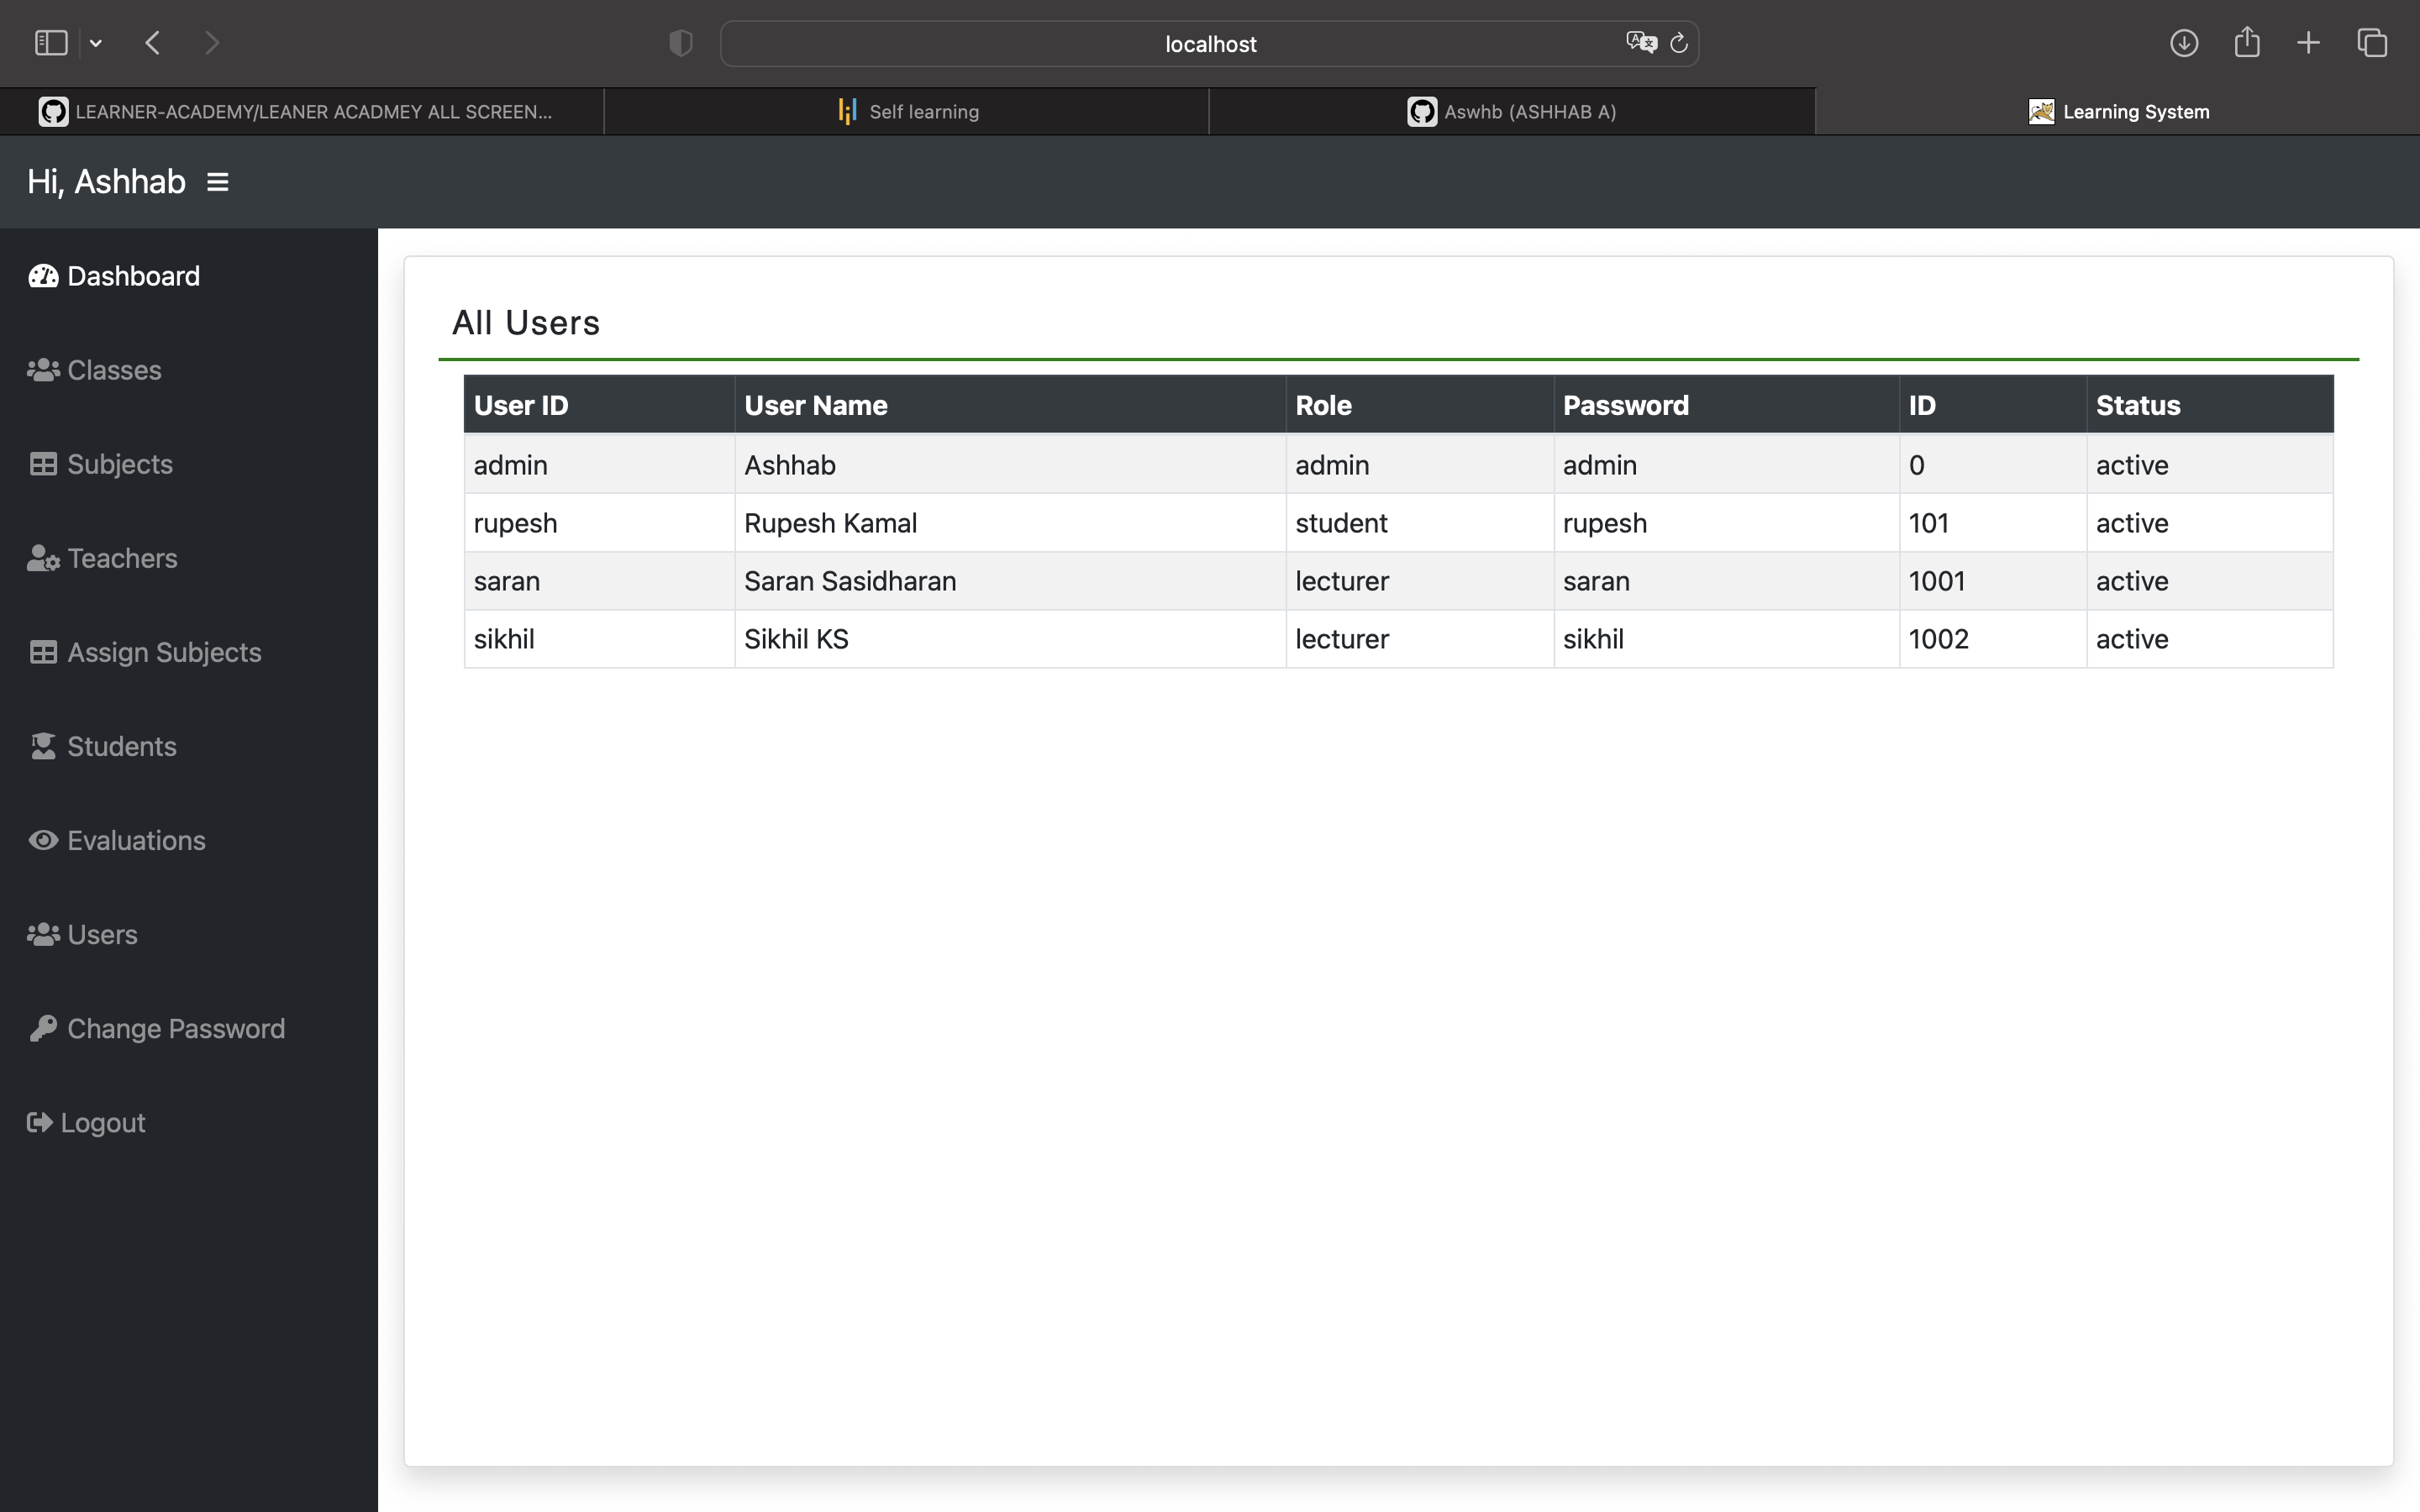 localhost
LEARNER-ACADEMY/LEANER ACADMEY ALL SCREEN...
Self learning
Aswhb (ASHHAB A)
Learning System
Hi, Ashhab
Dashboard
Classes
Subjects
Teachers
Assign Subjects
Students
Evaluations
Users
Change Password
Logout
All Users
User ID User Name Role Password ID Status
admin Ashhab admin admin 0 active
rupesh Rupesh Kamal student rupesh 101 active
saran Saran Sasidharan lecturer saran 1001 active
sikhil Sikhil KS lecturer sikhil 1002 active